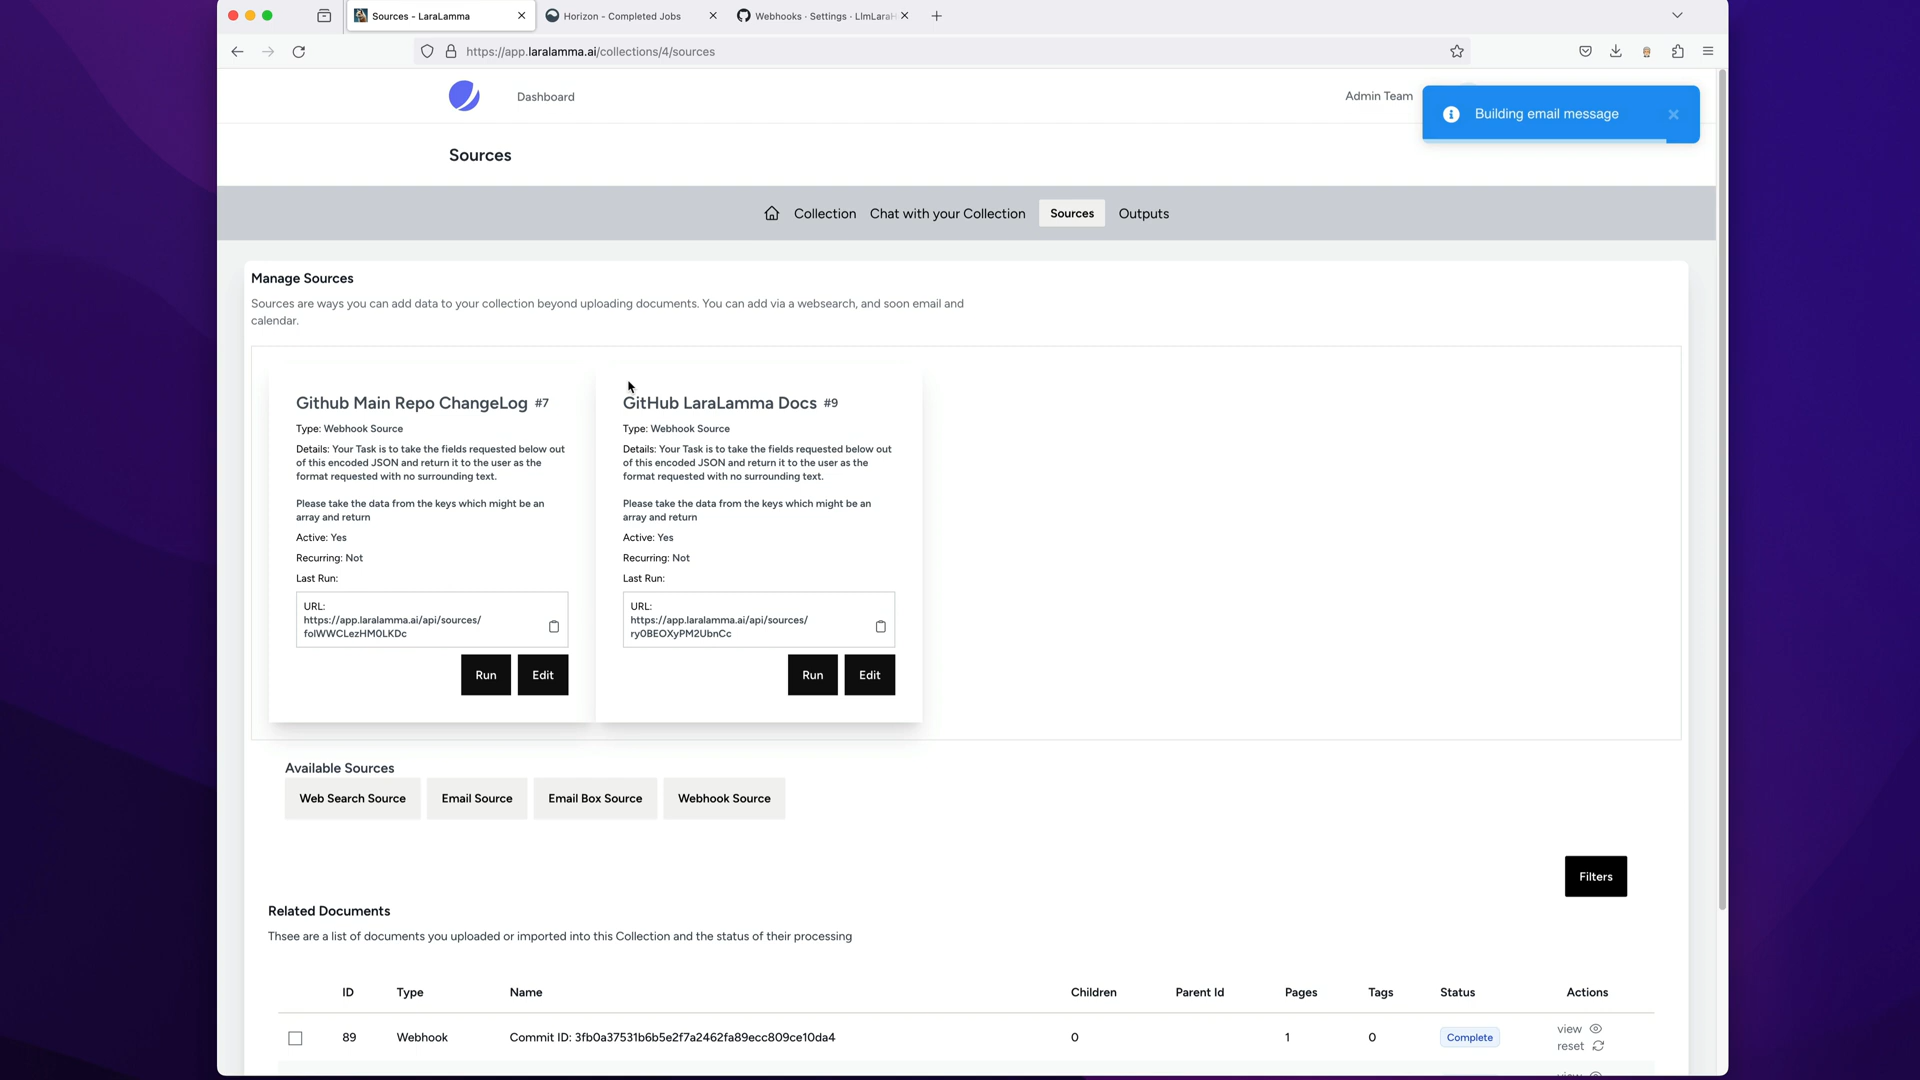 Sources - LaraLamma
Horizon - Completed Jobs
Webhooks · Settings · LlmLaraH
https://app.laralamma.ai/collections/4/sources
Dashboard
Admin Team
Building email message
Sources
Collection
Chat with your Collection
Sources
Outputs
Manage Sources
Sources are ways you can add data to your collection beyond uploading documents. You can add via a websearch, and soon email and
calendar.
Github Main Repo ChangeLog #7
Type: Webhook Source
Details: Your Task is to take the fields requested below out
of this encoded JSON and return it to the user as the
format requested with no surrounding text.
Please take the data from the keys which might be an
array and return
Active: Yes
Recurring: Not
Last Run:
URL:
https://app.laralamma.ai/api/sources/
folWWCLezHM0LKDc
Run
Edit
GitHub LaraLamma Docs #9
Type: Webhook Source
Details: Your Task is to take the fields requested below out
of this encoded JSON and return it to the user as the
format requested with no surrounding text.
Please take the data from the keys which might be an
array and return
Active: Yes
Recurring: Not
Last Run:
URL:
https://app.laralamma.ai/api/sources/
ry0BEOXyPM2UbnCc
Run
Edit
Available Sources
Web Search Source
Email Source
Email Box Source
Webhook Source
Filters
Related Documents
Thsee are a list of documents you uploaded or imported into this Collection and the status of their processing
ID Type Name Children Parent Id Pages Tags Status Actions
89 Webhook Commit ID: 3fb0a37531b6b5e2f7a2462fa89ecc809ce10da4 0 1 0 Complete view
reset